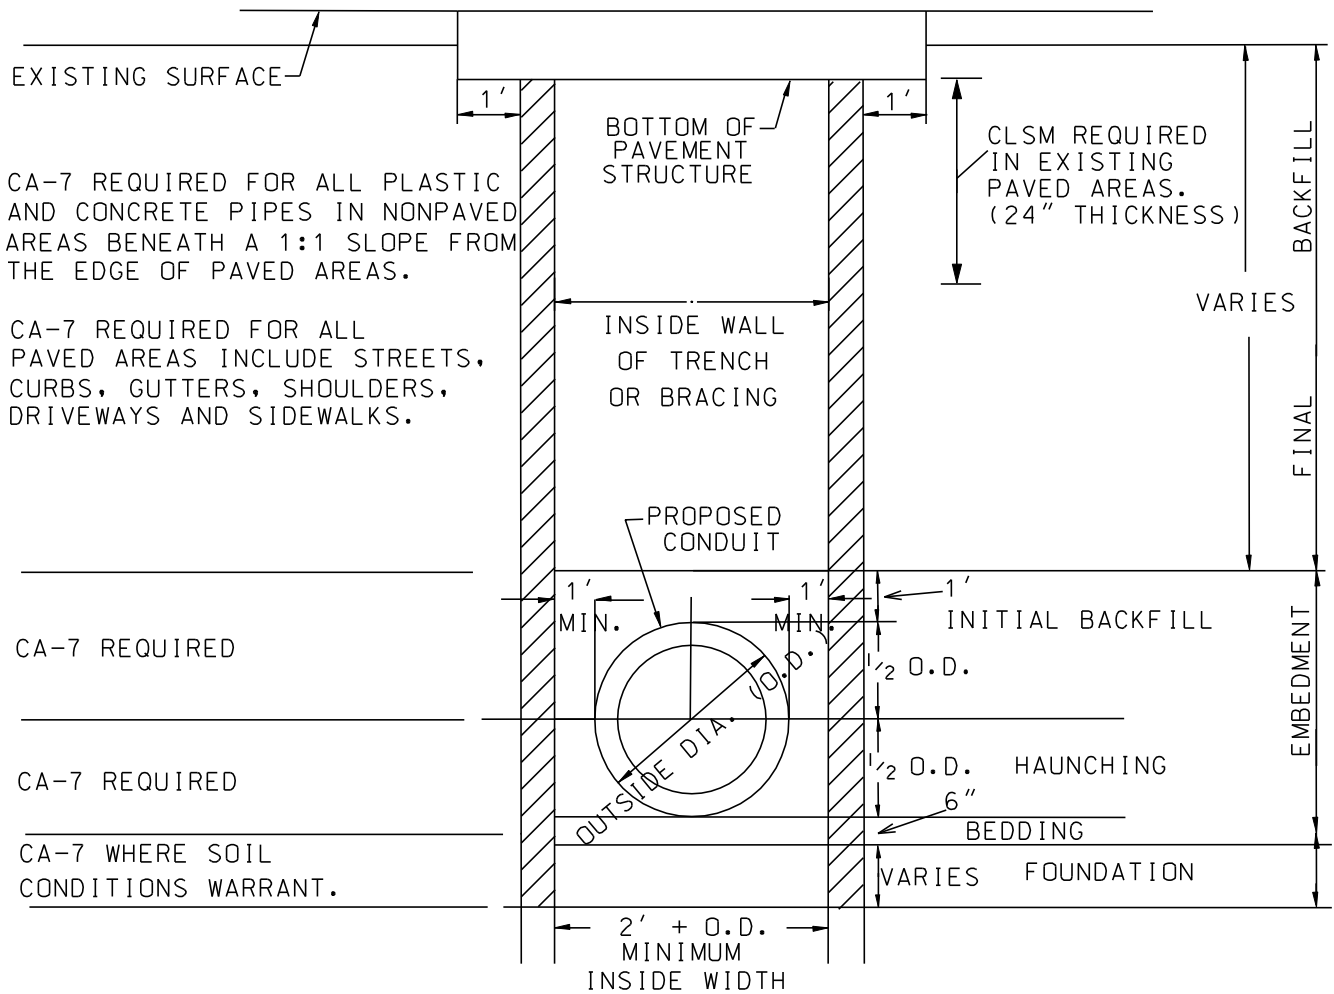 EXISTING SURFACE
1′
1′
BOTTOM OF
PAVEMENT
STRUCTURE
CLSM REQUIRED
IN EXISTING
PAVED AREAS.
(24″ THICKNESS)
CA-7 REQUIRED FOR ALL PLASTIC
AND CONCRETE PIPES IN NONPAVED
AREAS BENEATH A 1:1 SLOPE FROM
THE EDGE OF PAVED AREAS.
CA-7 REQUIRED FOR ALL
PAVED AREAS INCLUDE STREETS,
CURBS, GUTTERS, SHOULDERS,
DRIVEWAYS AND SIDEWALKS.
INSIDE WALL
OF TRENCH
OR BRACING
VARIES
FINAL BACKFILL
PROPOSED
CONDUIT
1′
MIN.
1′
MIN.
1′
INITIAL BACKFILL
CA-7 REQUIRED
1/2 O.D.
OUTSIDE DIA. (O.D.)
EMBEDMENT
CA-7 REQUIRED
1/2 O.D. HAUNCHING
6″
BEDDING
CA-7 WHERE SOIL
CONDITIONS WARRANT.
VARIES FOUNDATION
2′ + O.D.
MINIMUM
INSIDE WIDTH